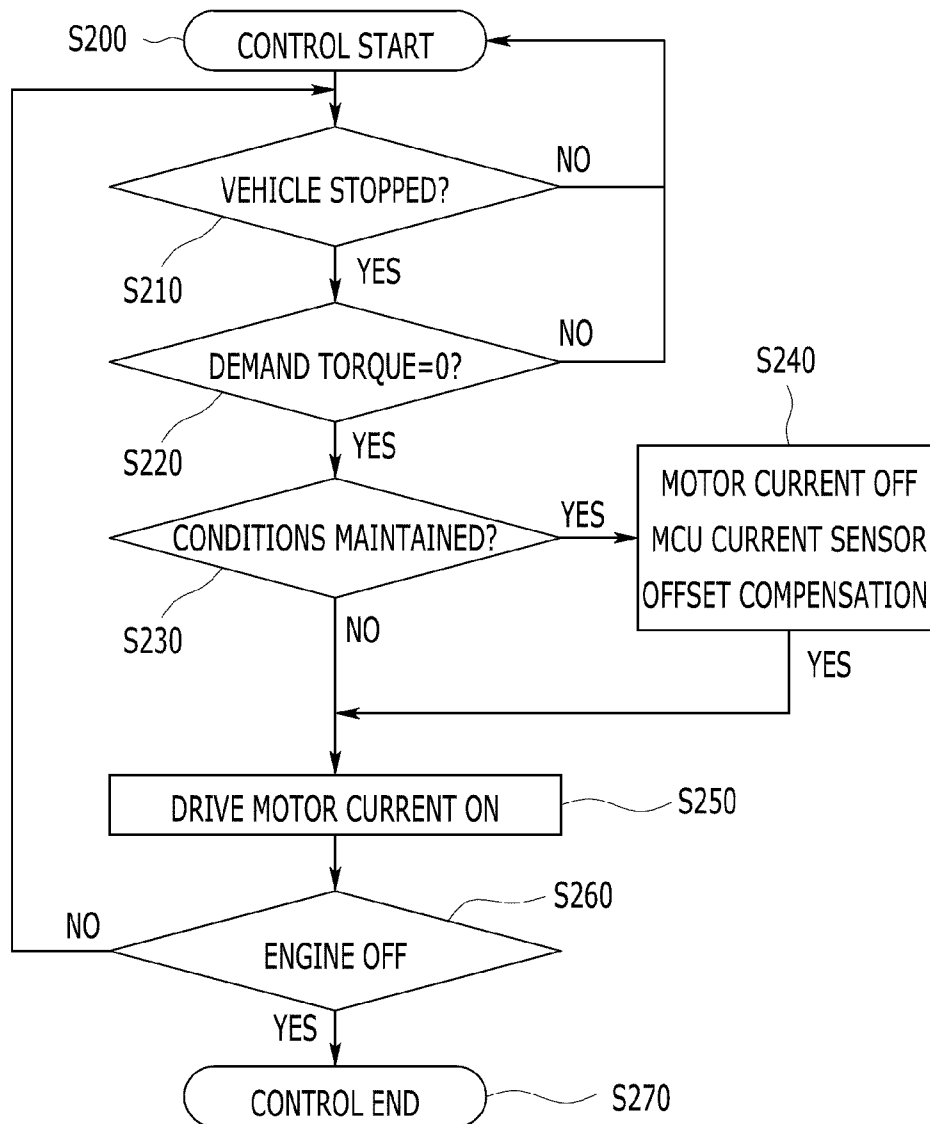 S200
CONTROL START
VEHICLE STOPPED?
NO
S210
YES
DEMAND TORQUE=0?
NO
S220
YES
CONDITIONS MAINTAINED?
YES
S230
NO
S240
MOTOR CURRENT OFF
MCU CURRENT SENSOR
OFFSET COMPENSATION
YES
DRIVE MOTOR CURRENT ON
S250
S260
NO
ENGINE OFF
YES
CONTROL END
S270